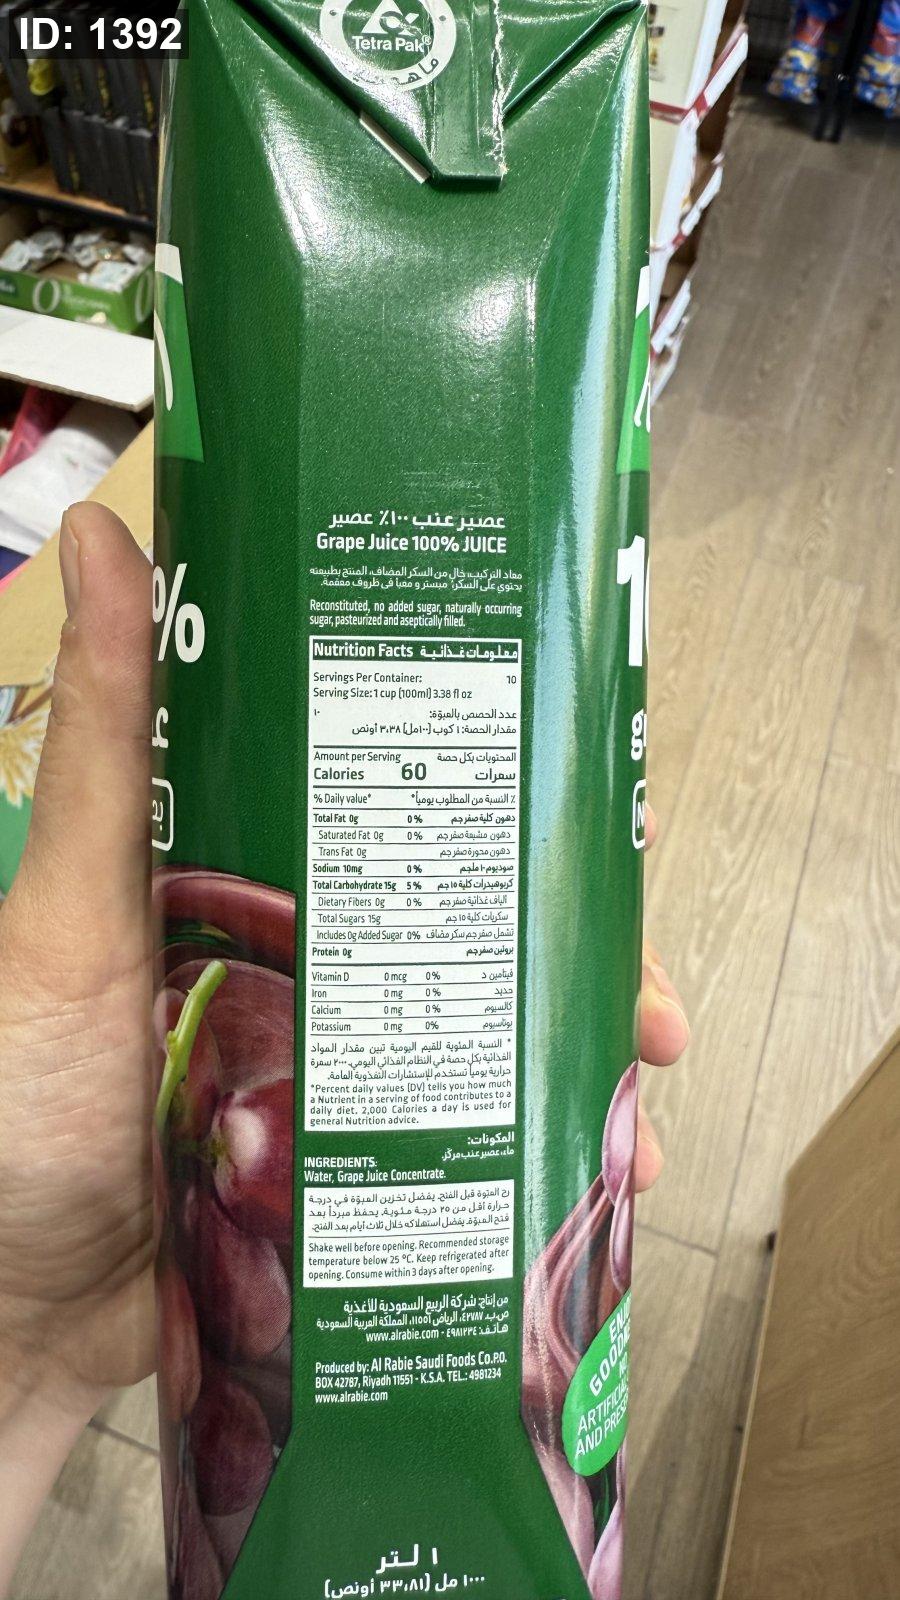 ID: 1392
Tetra Pak®
عصير عنب ١٠٠٪ عصير
Grape Juice 100% JUICE
معاد التركيب، خال من السكر المضاف، المنتج بطبيعته
يحتوي على السكر، مبستر و معبأ في ظروف معقمة.
Reconstituted, no added sugar, naturally occurring
sugar, pasteurized and aseptically filled.
Nutrition Facts معلومات غذائية
Servings Per Container: 10
Serving Size: 1 cup (100ml) 3.38 fl oz
عدد الحصص بالعبوّة: ١٠
مقدار الحصة: ١ كوب (١٠٠مل) ٣،٣٨ أونص
Amount per Serving المحتويات بكل حصة
Calories 60 سعرات
% Daily value* ٪ النسبة من المطلوب يومياً*
Total Fat 0g 0% دهون كلية صفر جم
Saturated Fat 0g 0% دهون مشبعة صفر جم
Trans Fat 0g دهون محورة صفر جم
Sodium 10mg 0% صوديوم ١٠ ملجم
Total Carbohydrate 15g 5% كربوهيدرات كلية ١٥ جم
Dietary Fibers 0g 0% ألياف غذائية صفر جم
Total Sugars 15g سكريات كلية ١٥ جم
Includes 0g Added Sugar 0% تشمل صفر جم سكر مضاف
Protein 0g بروتين صفر جم
Vitamin D 0 mcg 0% فيتامين د
Iron 0 mg 0% حديد
Calcium 0 mg 0% كالسيوم
Potassium 0 mg 0% بوتاسيوم
* النسبة المئوية للقيم اليومية تبين مقدار المواد
الغذائية بكل حصة في النظام الغذائي اليومي. ٢٠٠٠ سعرة
حرارية يومياً تستخدم للإستشارات التغذوية العامة.
*Percent daily values (DV) tells you how much
a Nutrient in a serving of food contributes to a
daily diet. 2,000 Calories a day is used for
general Nutrition advice.
المكونات:
ماء، عصير عنب مركّز.
INGREDIENTS:
Water, Grape Juice Concentrate.
رج العبّوة قبل الفتح. يفضل تخزين العبوّة في درجة
حرارة أقل من ٢٥ درجة مئوية. يحفظ مبرداً بعد
فتح العبوّة. يفضل استهلاكه خلال ثلاث أيام بعد الفتح.
Shake well before opening. Recommended storage
temperature below 25 °C. Keep refrigerated after
opening. Consume within 3 days after opening.
من إنتاج: شركة الربيع السعودية للأغذية
ص.ب. ٤٢٧٨٧، الرياض ١١٥٥١، المملكة العربية السعودية
هاتف: ٤٩٨١٢٣٤ - www.alrabie.com
Produced by: Al Rabie Saudi Foods Co.P.O.
BOX 42787, Riyadh 11551 - K.S.A. TEL.: 4981234
www.alrabie.com
ENJOY
NO
AND
١ لـتر
١٠٠٠ مل (٣٣،٨١ أونص)